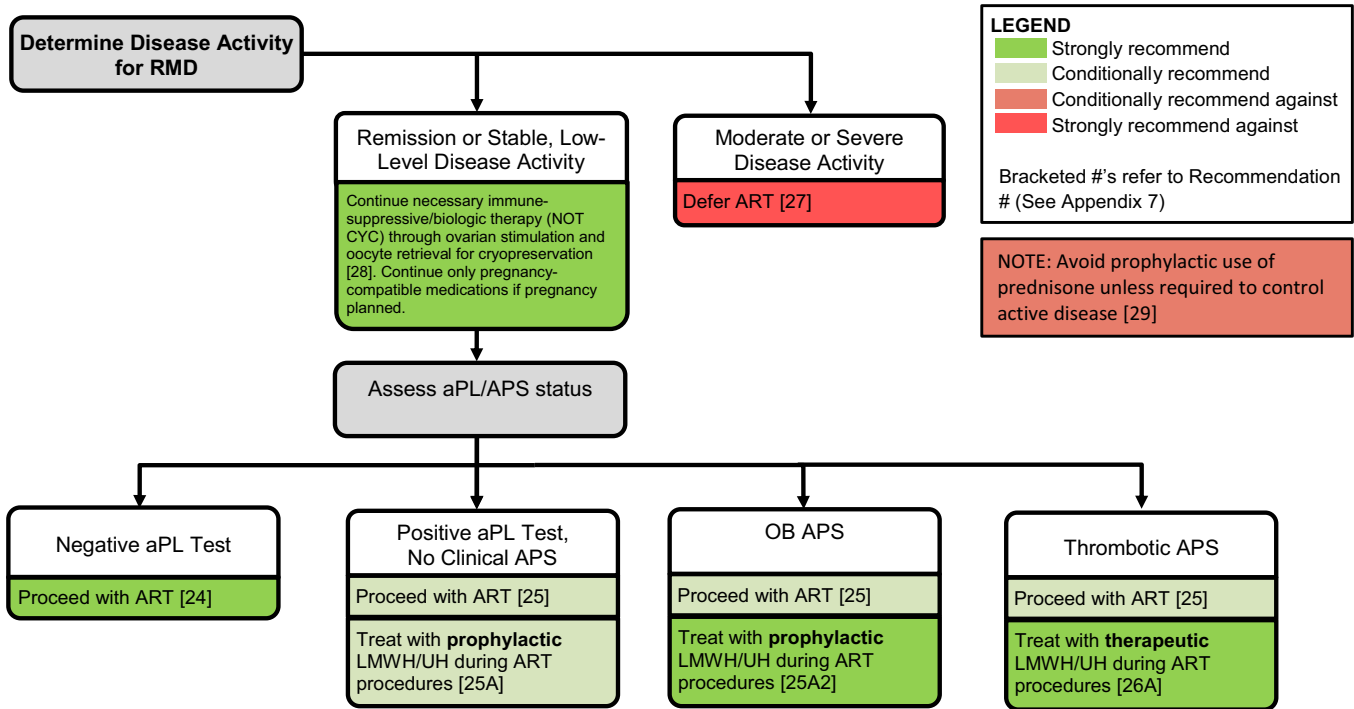 Determine Disease Activity
for RMD
LEGEND
Strongly recommend
Conditionally recommend
Conditionally recommend against
Strongly recommend against
Bracketed #'s refer to Recommendation
# (See Appendix 7)
Remission or Stable, Low-
Level Disease Activity
Continue necessary immune-
suppressive/biologic therapy (NOT
CYC) through ovarian stimulation and
oocyte retrieval for cryopreservation
[28]. Continue only pregnancy-
compatible medications if pregnancy
planned.
Moderate or Severe
Disease Activity
Defer ART [27]
NOTE: Avoid prophylactic use of
prednisone unless required to control
active disease [29]
Assess aPL/APS status
Negative aPL Test
Proceed with ART [24]
Positive aPL Test,
No Clinical APS
Proceed with ART [25]
Treat with prophylactic
LMWH/UH during ART
procedures [25A]
OB APS
Proceed with ART [25]
Treat with prophylactic
LMWH/UH during ART
procedures [25A2]
Thrombotic APS
Proceed with ART [25]
Treat with therapeutic
LMWH/UH during ART
procedures [26A]